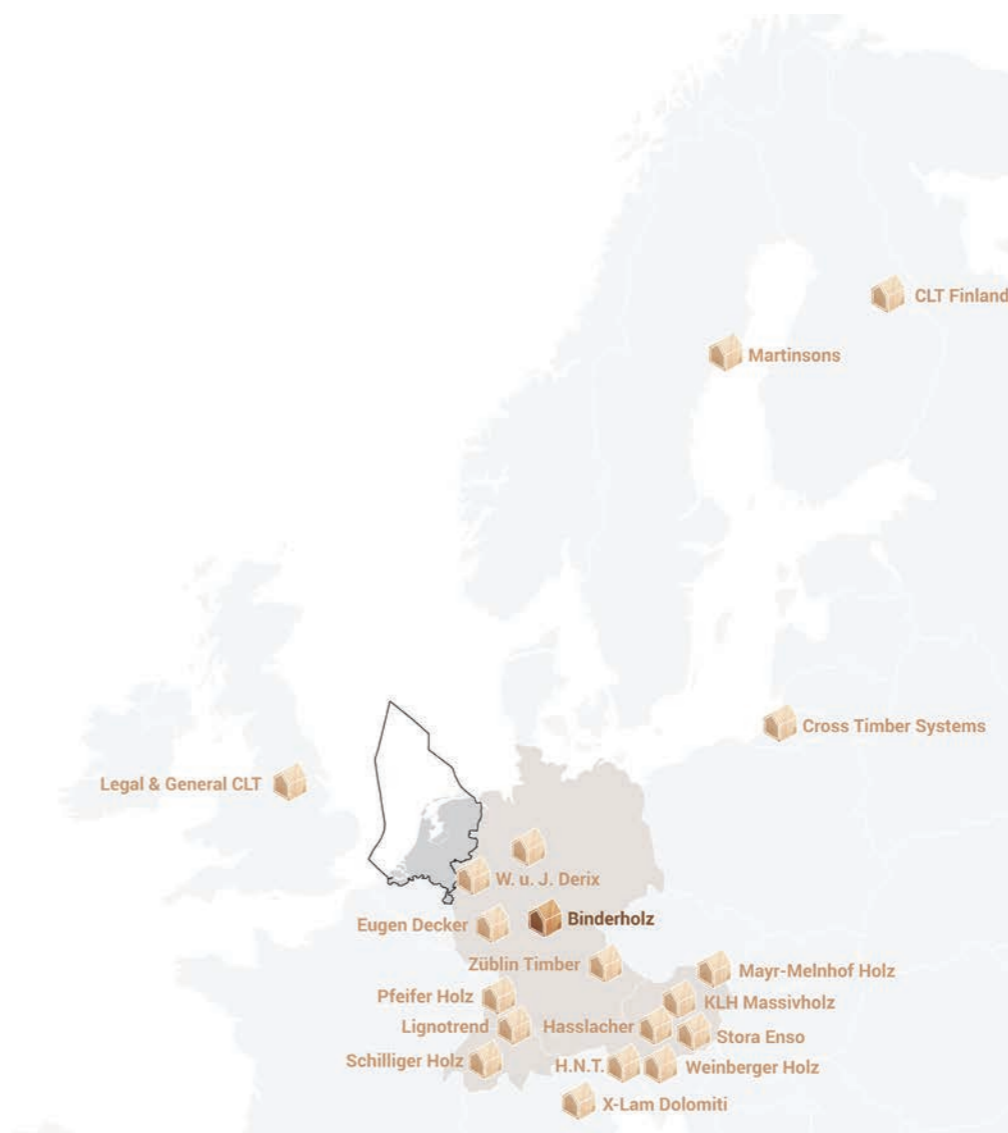 CLT Finland
Martinsons
Cross Timber Systems
Legal & General CLT
W. u. J. Derix
Eugen Decker
Binderholz
Züblin Timber
Mayr-Melnhof Holz
Pfeifer Holz
KLH Massivholz
Lignotrend
Hasslacher
Stora Enso
Schilliger Holz
H.N.T.
Weinberger Holz
X-Lam Dolomiti